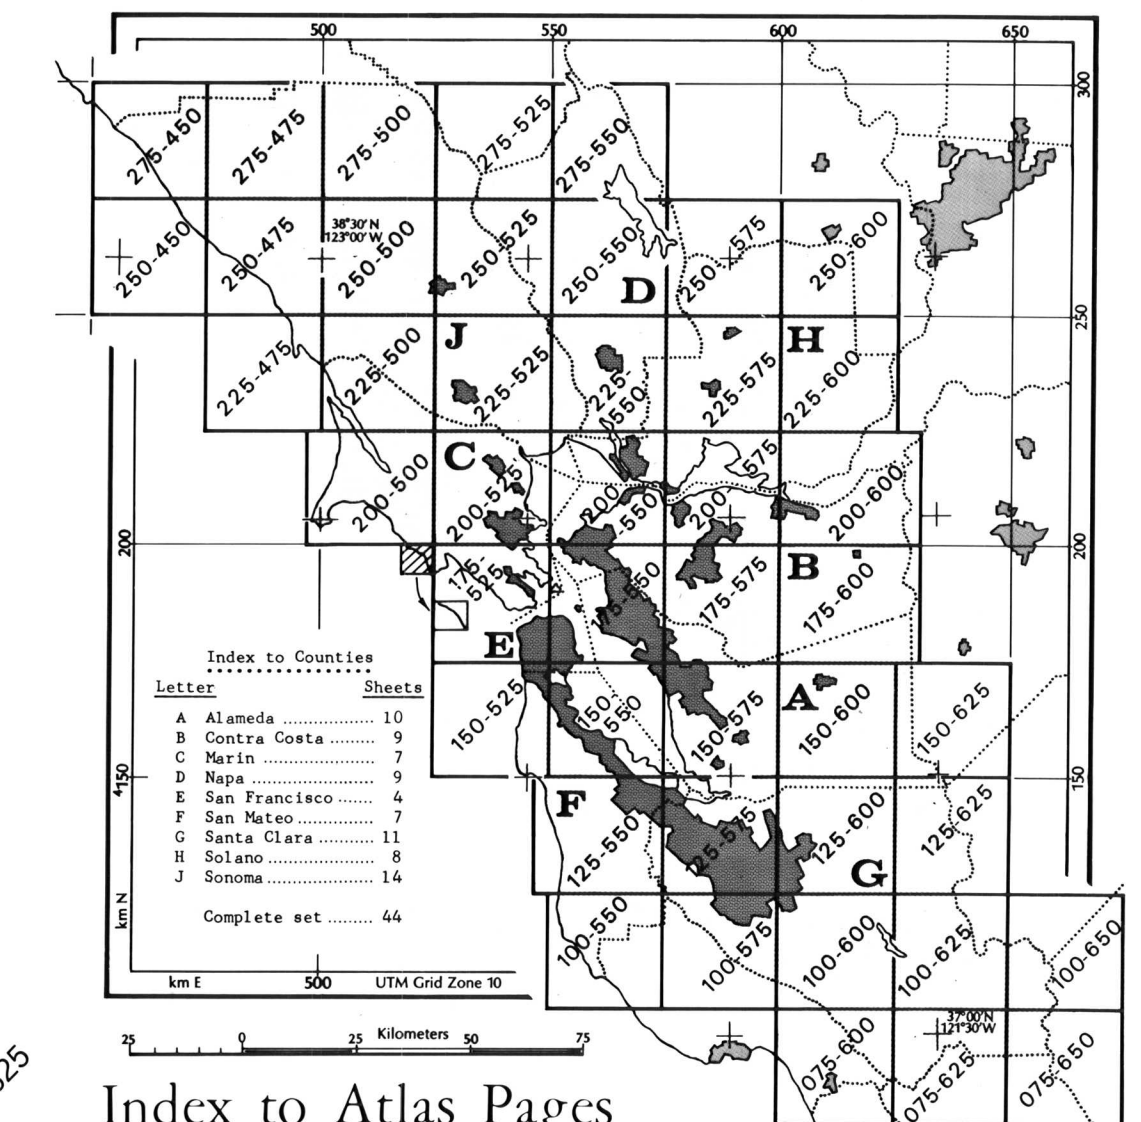 500 550 600 650
300
275-450 275-475 275-500 275-525 275-550
38°30′N
123°00′W
250-450 250-475 250-500 250-525 250-550 250-575 250-600
D
250
J
H
225-475 225-500 225-525 225-550 225-575 225-600
C
200-500 200-525 200-550 200-575 200-600
200
200
B
175-525 175-550 175-575 175-600
E
A
150-525 150-550 150-575 150-600 150-625
Index to Counties
Letter Sheets
A Alameda .................. 10
B Contra Costa ......... 9
C Marin ..................... 7
D Napa ........................ 9
E San Francisco ...... 4
F San Mateo .............. 7
G Santa Clara ........... 11
H Solano ..................... 8
J Sonoma ..................... 14
Complete set ......... 44
4150
150
F
125-550 125-575 125-600 125-625
G
km N
100-550 100-575 100-600 100-625 100-650
km E 500 UTM Grid Zone 10
37°00′N
121°30′W
075-600 075-625 075-650
Kilometers
25 0 25 50 75
25
Index to Atlas Pages